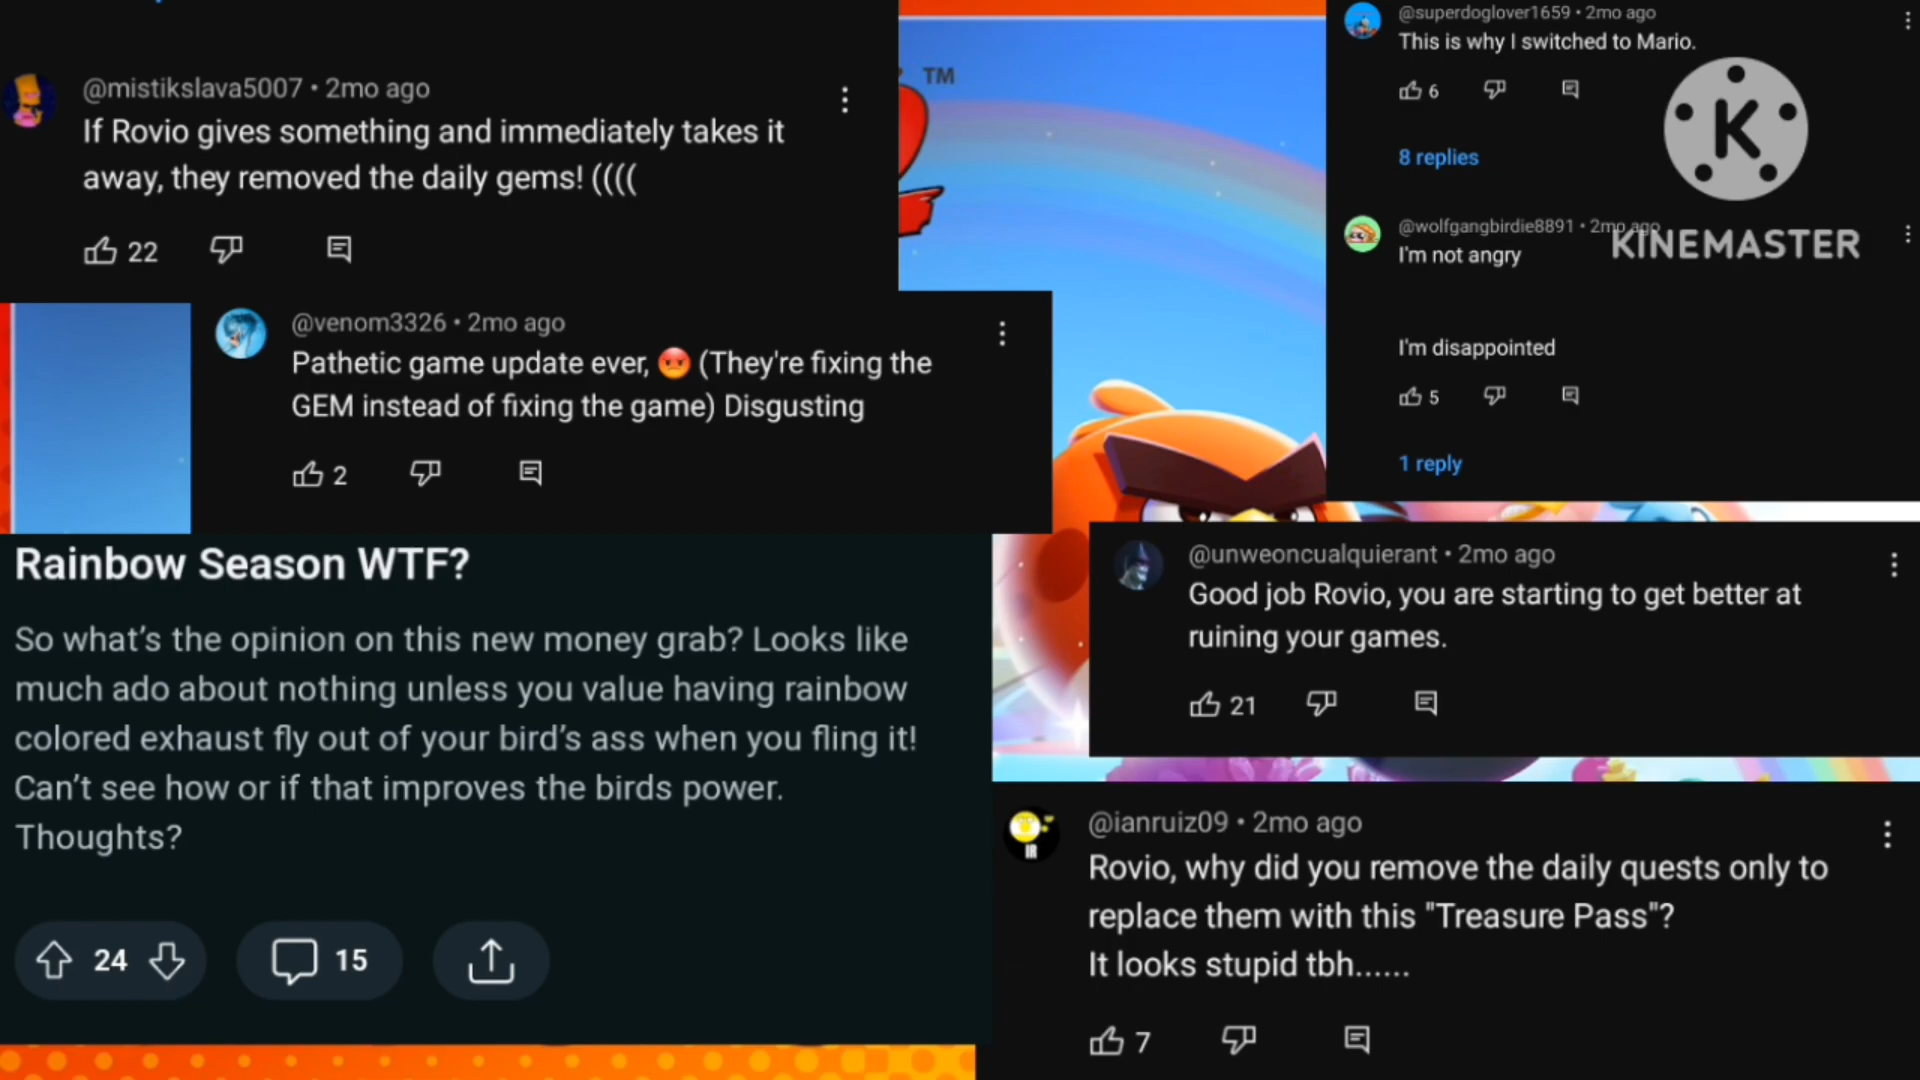 @mistikslava5007 • 2mo ago
If Rovio gives something and immediately takes it
away, they removed the daily gems! ((((
22
TM
@superdoglover1659 • 2mo ago
This is why I switched to Mario.
6
8 replies
K
KINEMASTER
@wolfgangbirdie8891 • 2mo ago
I'm not angry
I'm disappointed
5
1 reply
@venom3326 • 2mo ago
Pathetic game update ever, 😡 (They're fixing the
GEM instead of fixing the game) Disgusting
2
Rainbow Season WTF?
So what's the opinion on this new money grab? Looks like
much ado about nothing unless you value having rainbow
colored exhaust fly out of your bird's ass when you fling it!
Can't see how or if that improves the birds power.
Thoughts?
24
15
@unweoncualquierant • 2mo ago
Good job Rovio, you are starting to get better at
ruining your games.
21
IR
@ianruiz09 • 2mo ago
Rovio, why did you remove the daily quests only to
replace them with this "Treasure Pass"?
It looks stupid tbh......
7